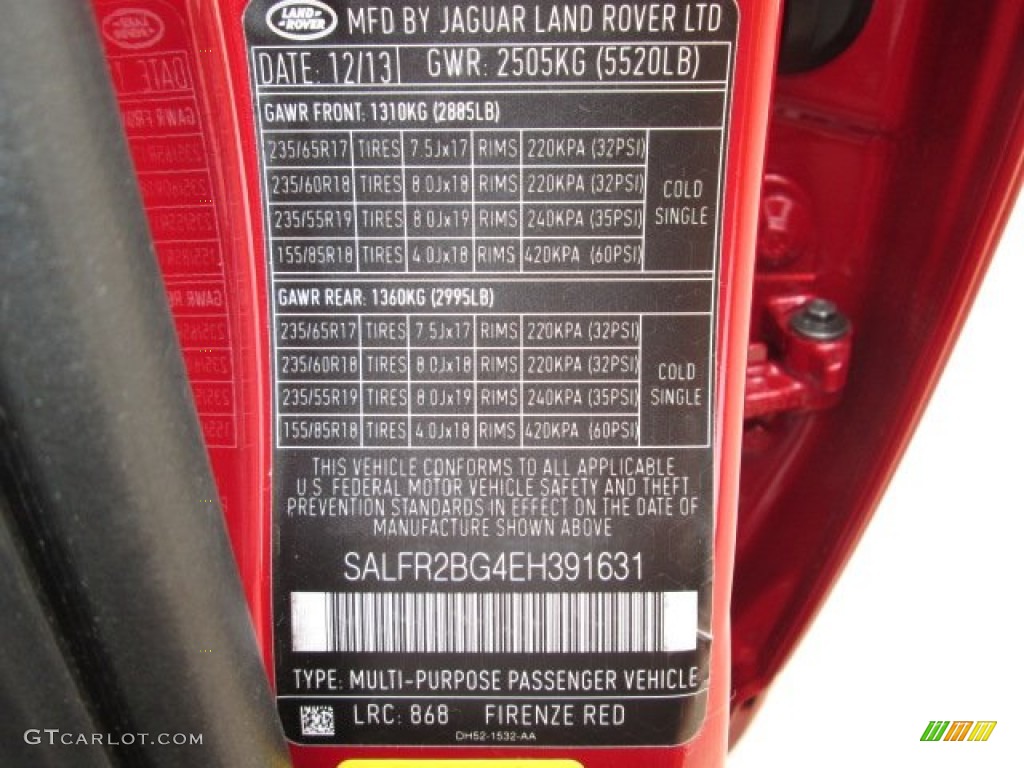 LAND ROVER MFD BY JAGUAR LAND ROVER LTD
DATE: 12/13 GWR: 2505KG (5520LB)
GAWR FRONT: 1310KG (2885LB)
235/65R17 TIRES 7.5Jx17 RIMS 220KPA (32PSI)
235/60R18 TIRES 8.0Jx18 RIMS 220KPA (32PSI)
235/55R19 TIRES 8.0Jx19 RIMS 240KPA (35PSI)
155/85R18 TIRES 4.0Jx18 RIMS 420KPA (60PSI)
COLD
SINGLE
GAWR REAR: 1360KG (2995LB)
235/65R17 TIRES 7.5Jx17 RIMS 220KPA (32PSI)
235/60R18 TIRES 8.0Jx18 RIMS 220KPA (32PSI)
235/55R19 TIRES 8.0Jx19 RIMS 240KPA (35PSI)
155/85R18 TIRES 4.0Jx18 RIMS 420KPA (60PSI)
COLD
SINGLE
THIS VEHICLE CONFORMS TO ALL APPLICABLE
U.S. FEDERAL MOTOR VEHICLE SAFETY AND THEFT
PREVENTION STANDARDS IN EFFECT ON THE DATE OF
MANUFACTURE SHOWN ABOVE
SALFR2BG4EH391631
TYPE: MULTI-PURPOSE PASSENGER VEHICLE
LRC: 868 FIRENZE RED
DH52-1532-AA
GTCARLOT.COM